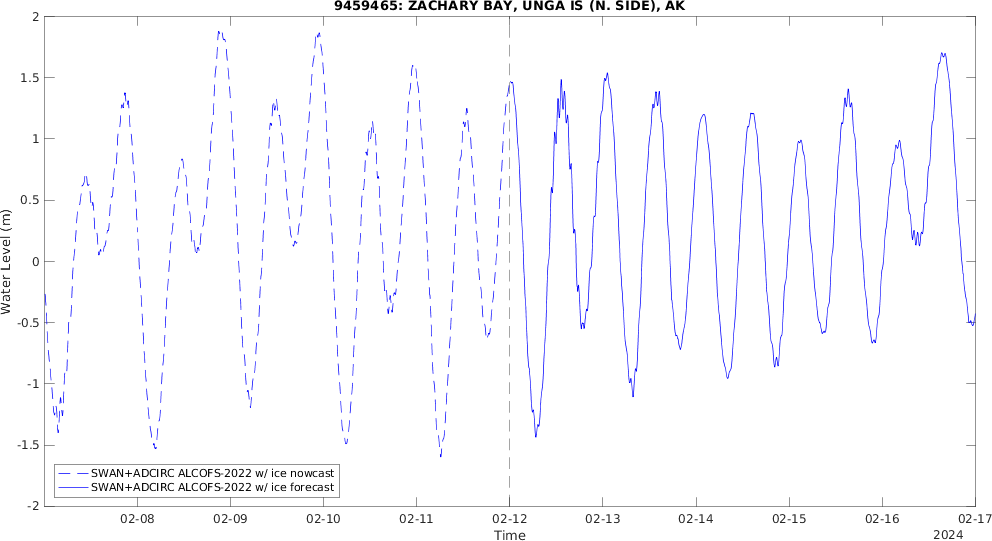 9459465: ZACHARY BAY, UNGA IS (N. SIDE), AK
2
1.5
1
0.5
0
-0.5
-1
-1.5
-2
Water Level (m)
SWAN+ADCIRC ALCOFS-2022 w/ ice nowcast
SWAN+ADCIRC ALCOFS-2022 w/ ice forecast
02-08 02-09 02-10 02-11 02-12 02-13 02-14 02-15 02-16 02-17
Time
2024